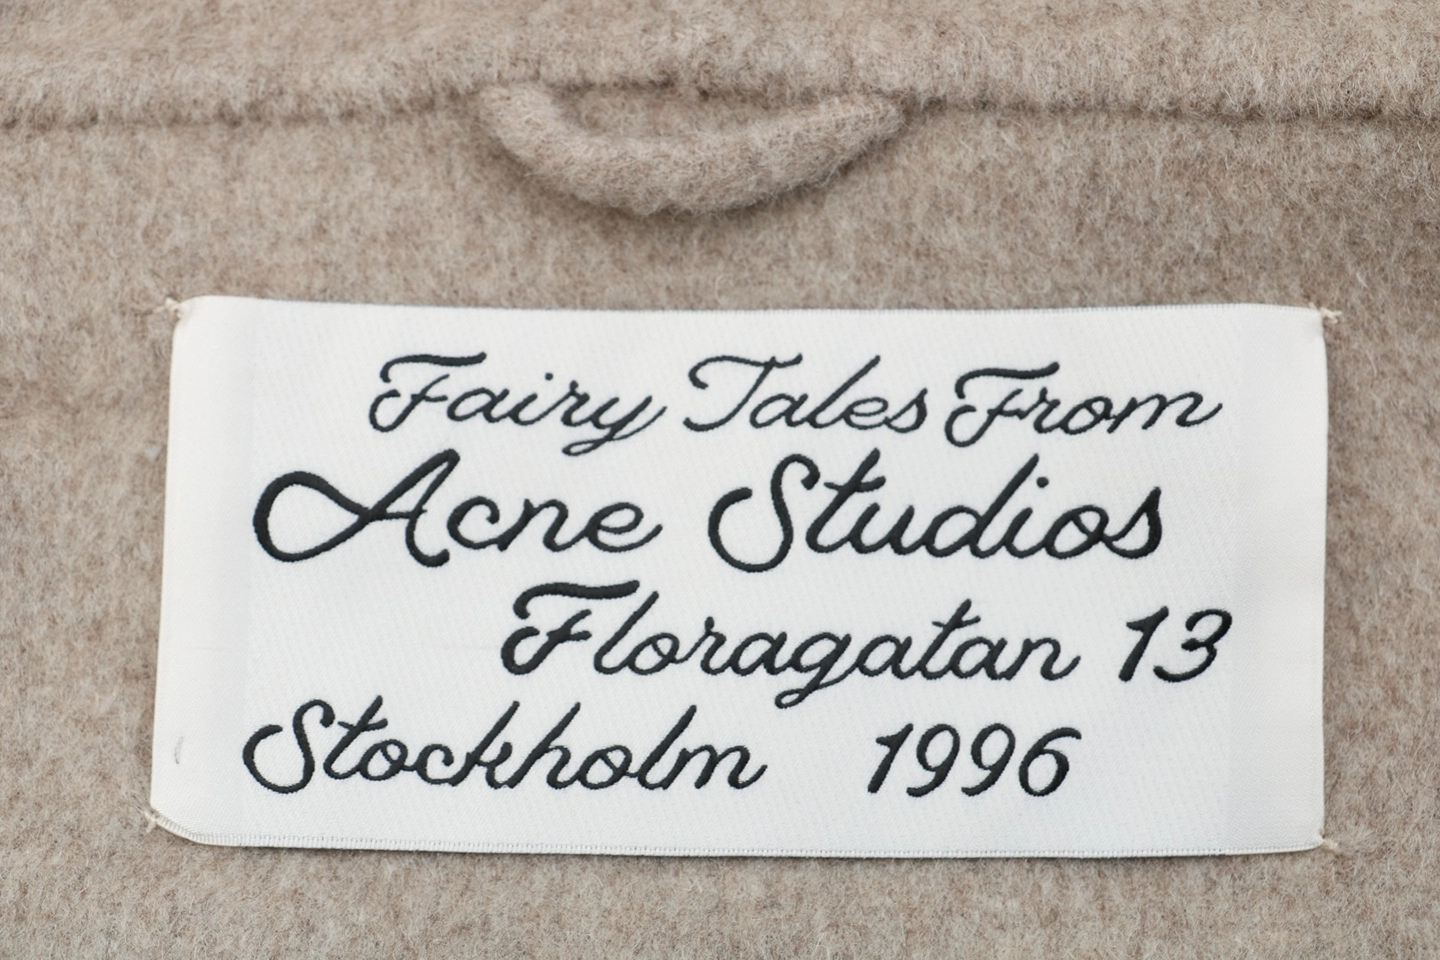 Fairy Tales From
Acne Studios
Floragatan 13
Stockholm 1996